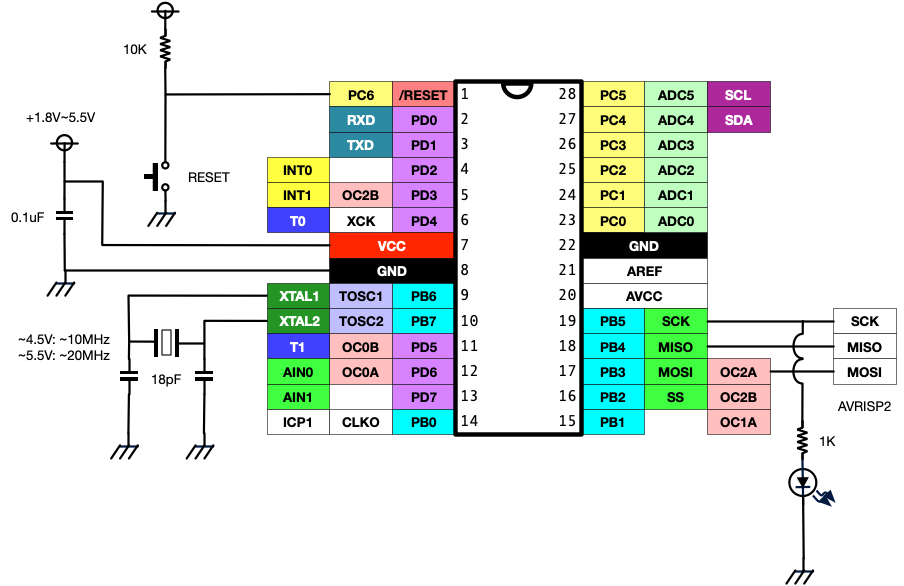 10K
+1.8V~5.5V
RESET
0.1uF
~4.5V: ~10MHz
~5.5V: ~20MHz
18pF
PC6 /RESET 1 28 PC5 ADC5 SCL
RXD PD0 2 27 PC4 ADC4 SDA
TXD PD1 3 26 PC3 ADC3
INT0 PD2 4 25 PC2 ADC2
INT1 OC2B PD3 5 24 PC1 ADC1
T0 XCK PD4 6 23 PC0 ADC0
VCC 7 22 GND
GND 8 21 AREF
XTAL1 TOSC1 PB6 9 20 AVCC
XTAL2 TOSC2 PB7 10 19 PB5 SCK SCK
T1 OC0B PD5 11 18 PB4 MISO MISO
AIN0 OC0A PD6 12 17 PB3 MOSI OC2A MOSI
AIN1 PD7 13 16 PB2 SS OC2B
ICP1 CLKO PB0 14 15 PB1 OC1A
AVRISP2
1K